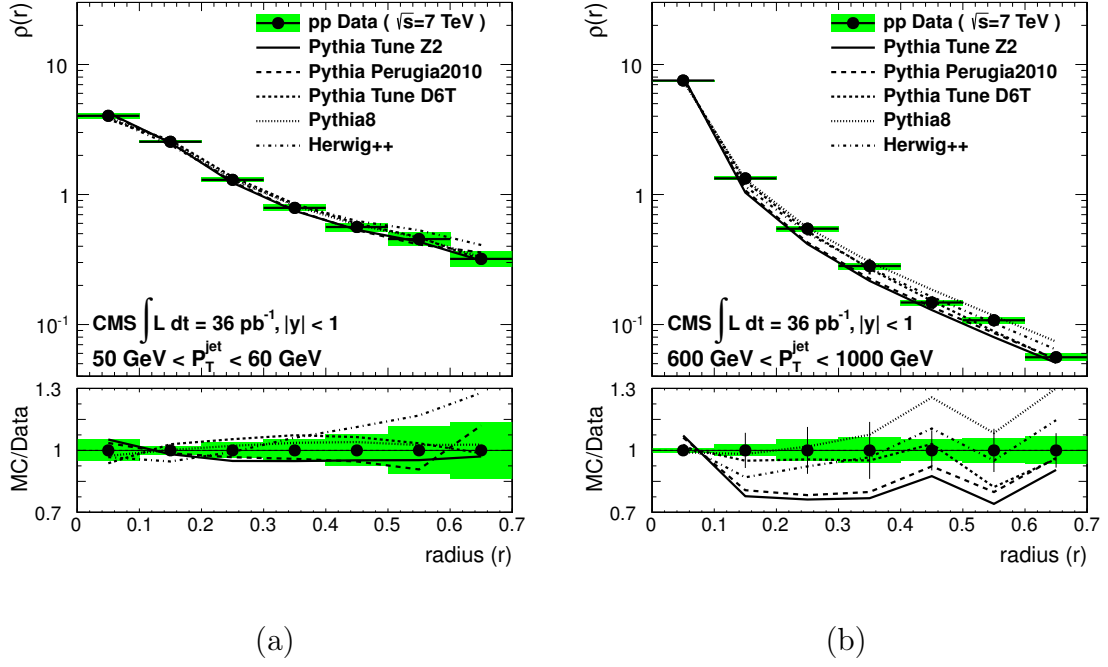 ρ(r)
10
1
10⁻¹
pp Data ( √s=7 TeV )
Pythia Tune Z2
Pythia Perugia2010
Pythia Tune D6T
Pythia8
Herwig++
CMS ∫ L dt = 36 pb⁻¹, |y| < 1
50 GeV < P_T^jet < 60 GeV
MC/Data
1.3
1
0.7
0 0.1 0.2 0.3 0.4 0.5 0.6 0.7
radius (r)
(a)
ρ(r)
10
1
10⁻¹
pp Data ( √s=7 TeV )
Pythia Tune Z2
Pythia Perugia2010
Pythia Tune D6T
Pythia8
Herwig++
CMS ∫ L dt = 36 pb⁻¹, |y| < 1
600 GeV < P_T^jet < 1000 GeV
MC/Data
1.3
1
0.7
0 0.1 0.2 0.3 0.4 0.5 0.6 0.7
radius (r)
(b)